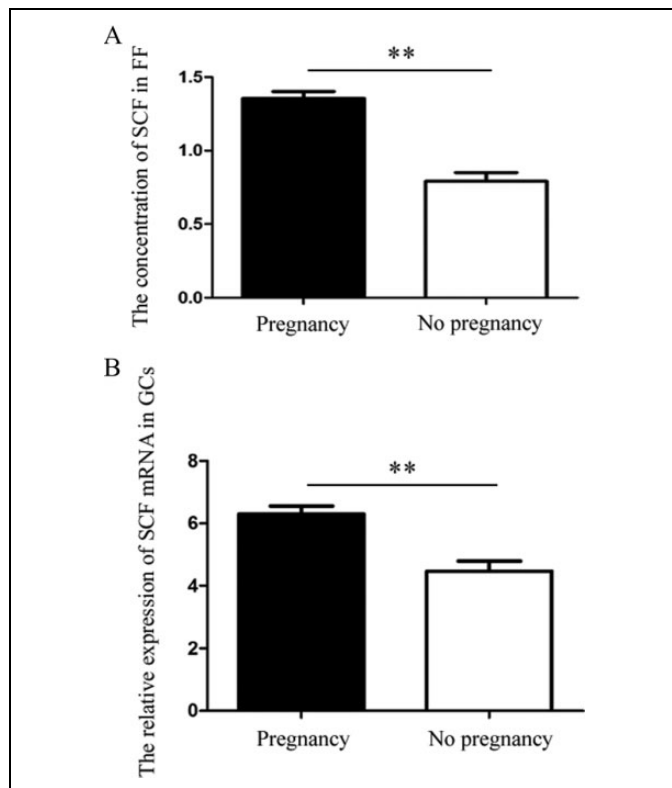 A
The concentration of SCF in FF
**
1.5
1.0
0.5
0.0
Pregnancy No pregnancy
B
The relative expression of SCF mRNA in GCs
**
8
6
4
2
0
Pregnancy No pregnancy